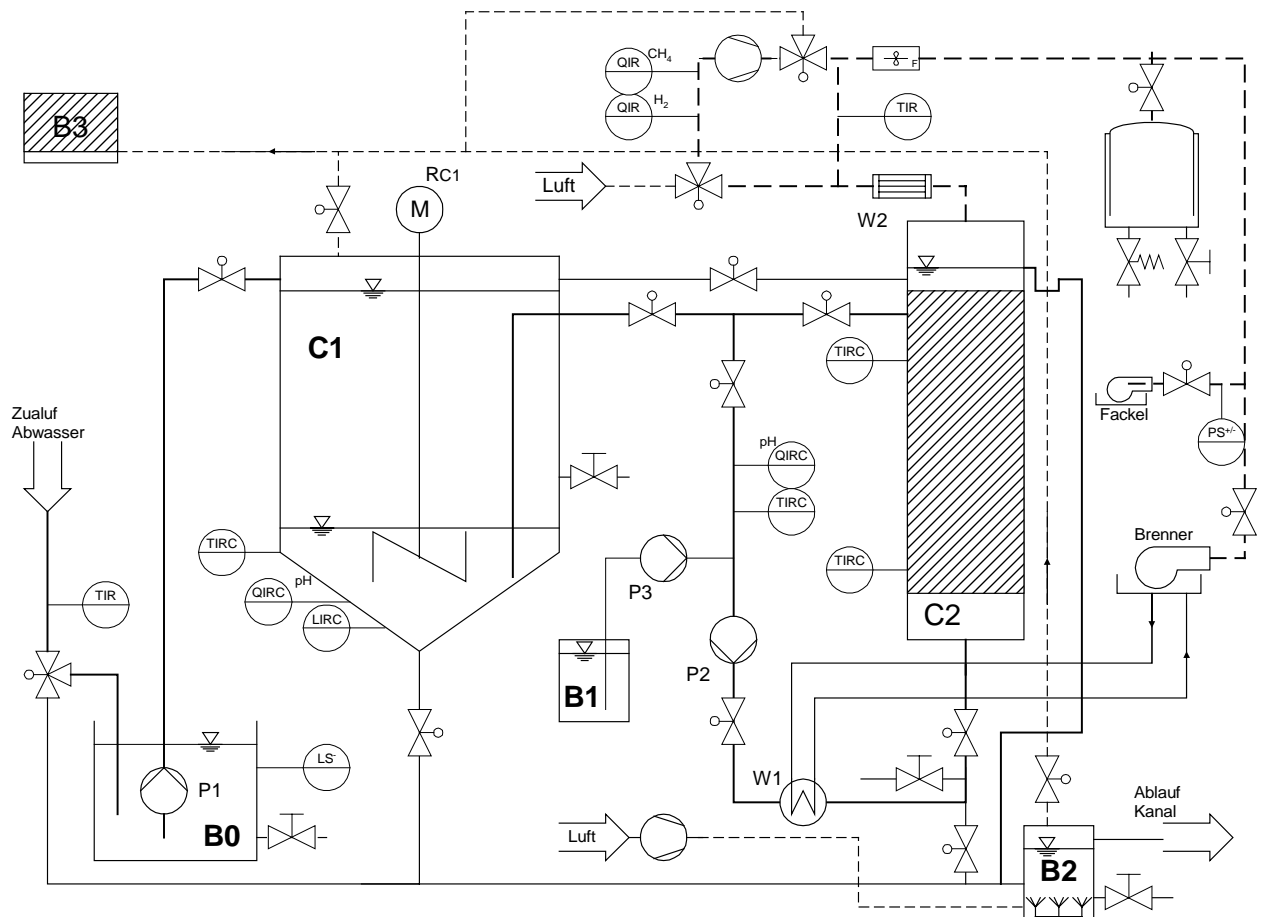 QIR CH4
QIR H2
F
TIR
B3
Luft
RC1
M
W2
C1
TIRC
Fackel
PS+/-
Zualuf
Abwasser
pH
QIRC
TIRC
TIRC
pH
QIRC
LIRC
TIR
P3
TIRC
Brenner
C2
P2
B1
P1
LS-
B0
W1
Luft
Ablauf
Kanal
B2